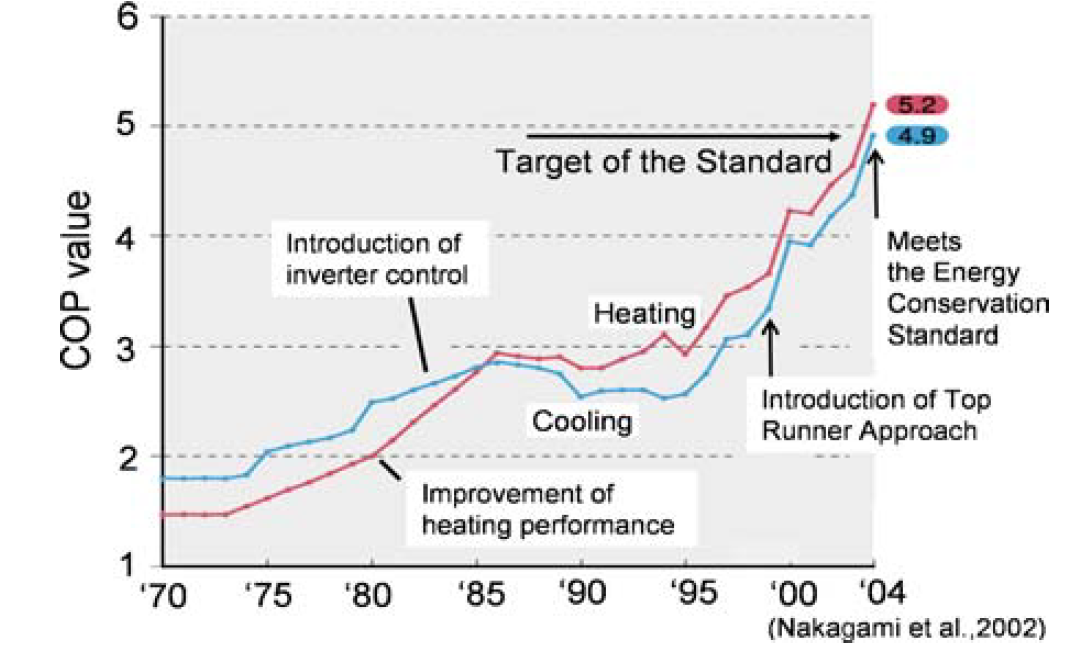 6
5
4
3
2
1
COP value
5.2
4.9
Target of the Standard
Introduction of
inverter control
Heating
Cooling
Meets
the Energy
Conservation
Standard
Introduction of Top
Runner Approach
Improvement of
heating performance
‘70 ‘75 ‘80 ‘85 ‘90 ‘95 ‘00 ‘04
(Nakagami et al.,2002)